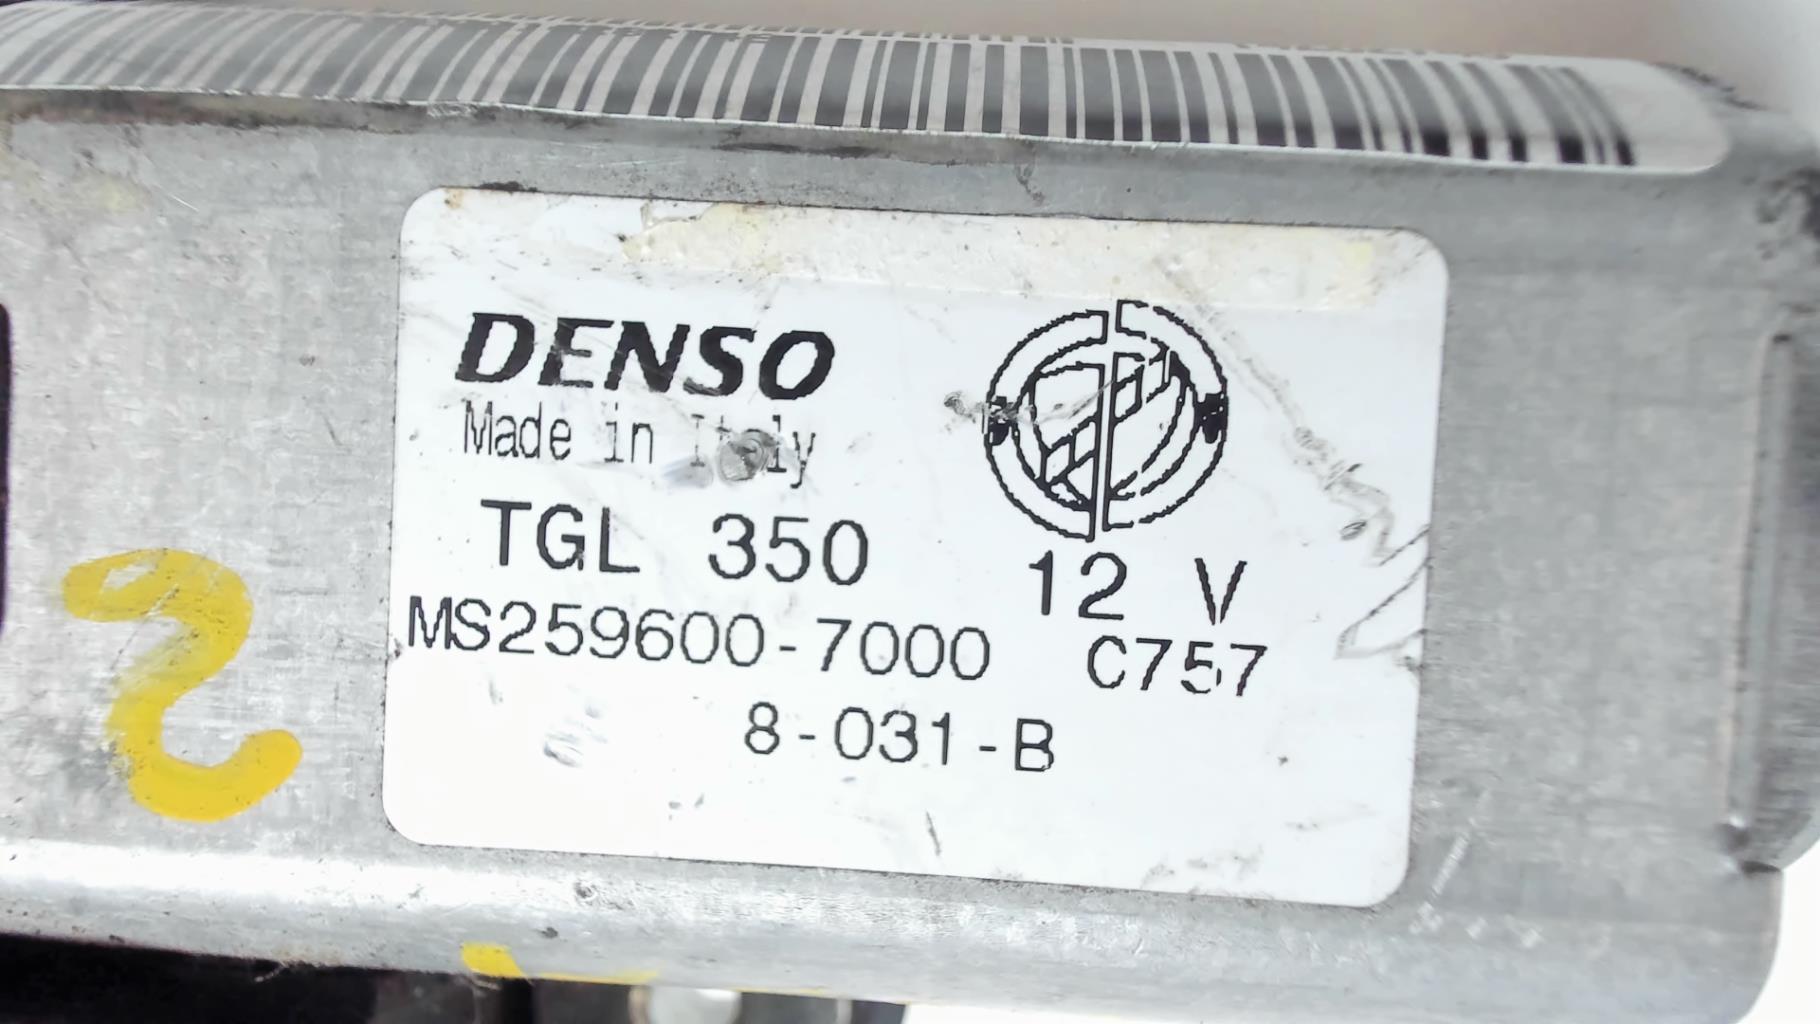 DENSO
Made in Italy
TGL 350
12 V
MS259600-7000 C757
8-031-B
2